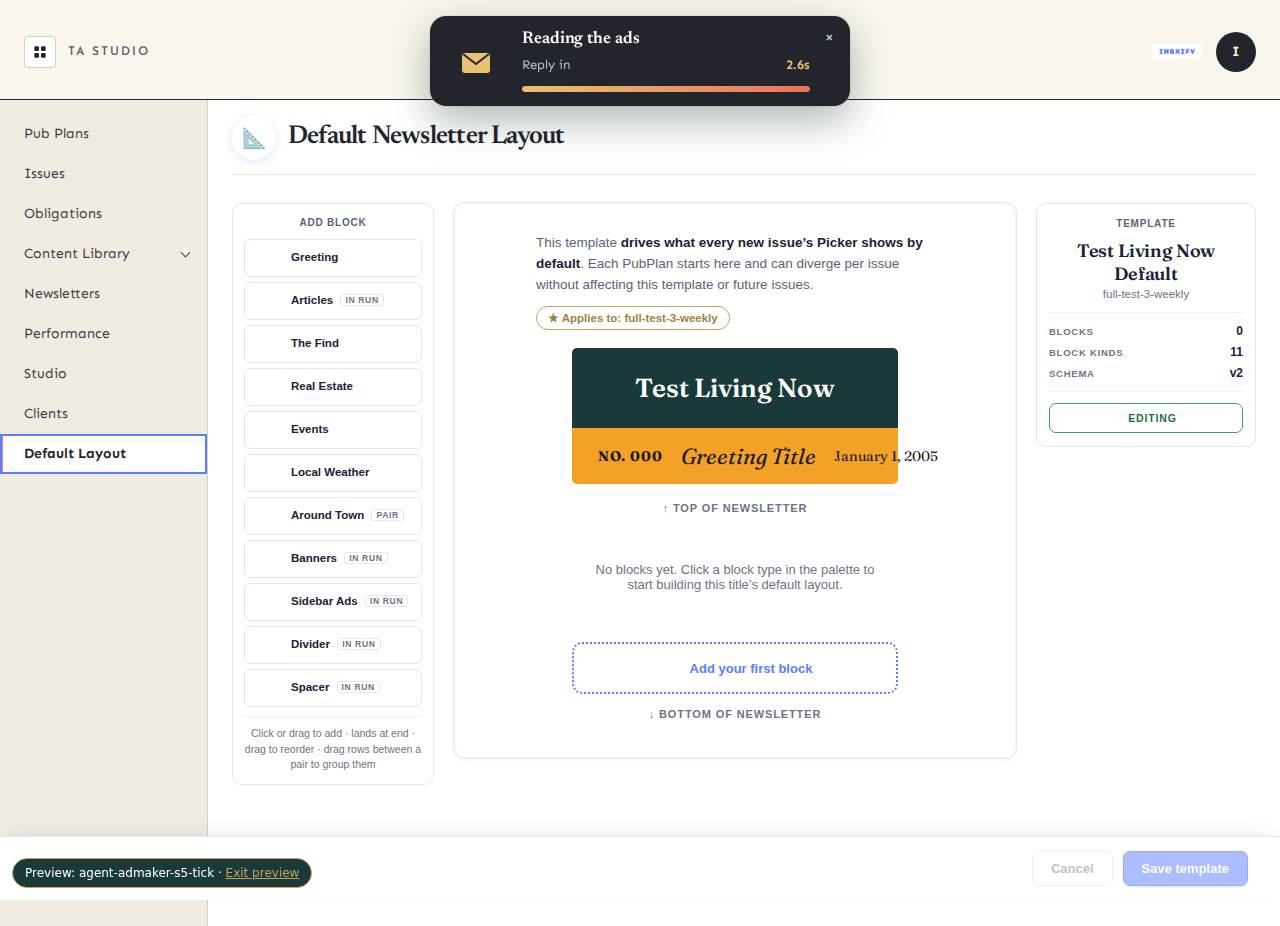 TA STUDIO
Reading the ads
×
Reply in
2.6s
INBXIFY
I
Pub Plans
Issues
Obligations
Content Library
Newsletters
Performance
Studio
Clients
Default Layout
Default Newsletter Layout
ADD BLOCK
Greeting
Articles IN RUN
The Find
Real Estate
Events
Local Weather
Around Town PAIR
Banners IN RUN
Sidebar Ads IN RUN
Divider IN RUN
Spacer IN RUN
Click or drag to add · lands at end ·
drag to reorder · drag rows between a
pair to group them
This template drives what every new issue’s Picker shows by
default. Each PubPlan starts here and can diverge per issue
without affecting this template or future issues.
★ Applies to: full-test-3-weekly
Test Living Now
NO. 000 Greeting Title January 1, 2005
↑ TOP OF NEWSLETTER
No blocks yet. Click a block type in the palette to
start building this title’s default layout.
Add your first block
↓ BOTTOM OF NEWSLETTER
TEMPLATE
Test Living Now
Default
full-test-3-weekly
BLOCKS 0
BLOCK KINDS 11
SCHEMA v2
EDITING
Preview: agent-admaker-s5-tick · Exit preview
Cancel
Save template